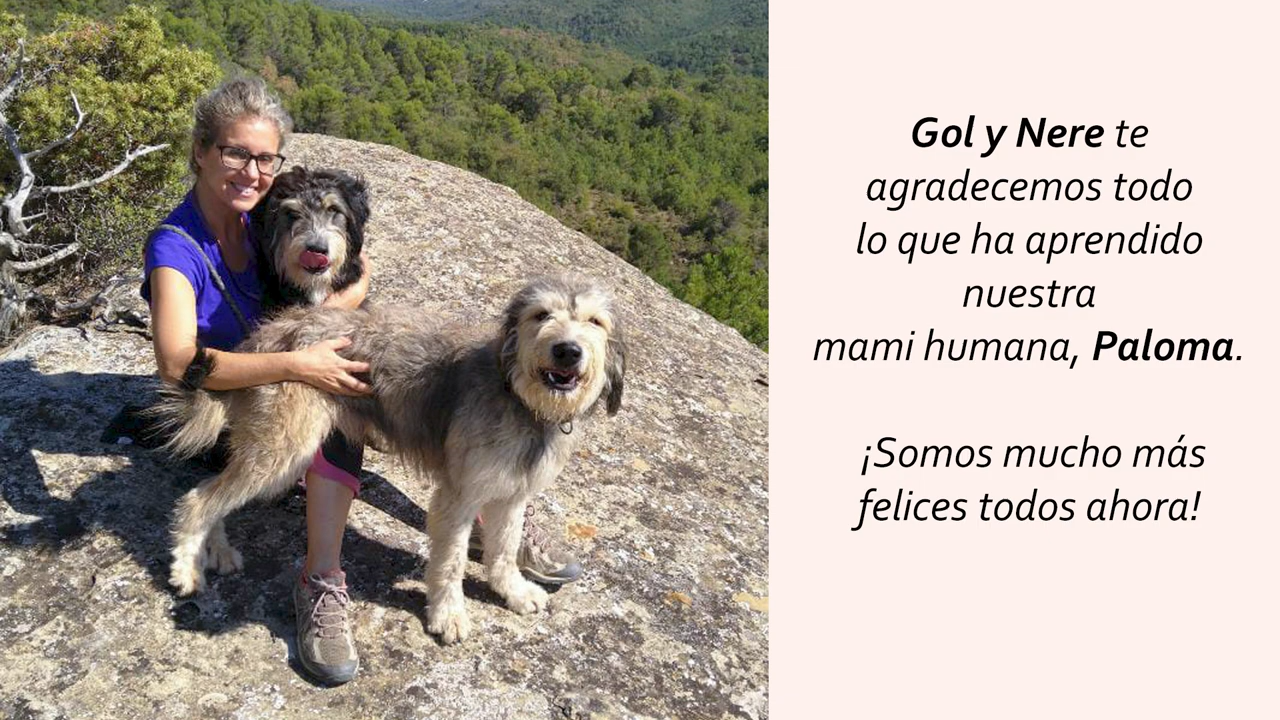 Gol y Nere te
agradecemos todo
lo que ha aprendido
nuestra
mami humana, Paloma.
¡Somos mucho más
felices todos ahora!